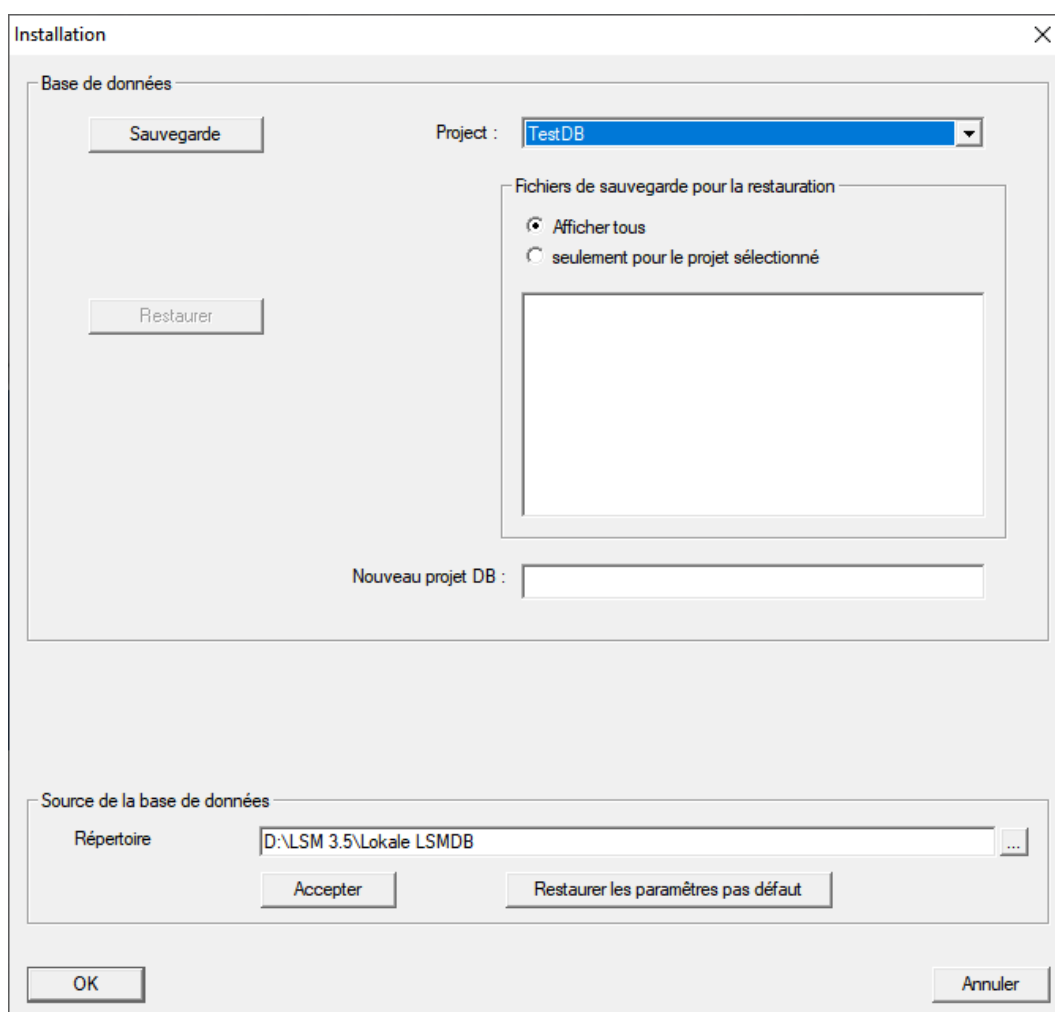 Installation
Base de données
Sauvegarde
Project :
TestDB
Fichiers de sauvegarde pour la restauration
Afficher tous
seulement pour le projet sélectionné
Restaurer
Nouveau projet DB :
Source de la base de données
Répertoire
D:\LSM 3.5\Lokale LSMDB
...
Accepter
Restaurer les paramêtres pas défaut
OK
Annuler